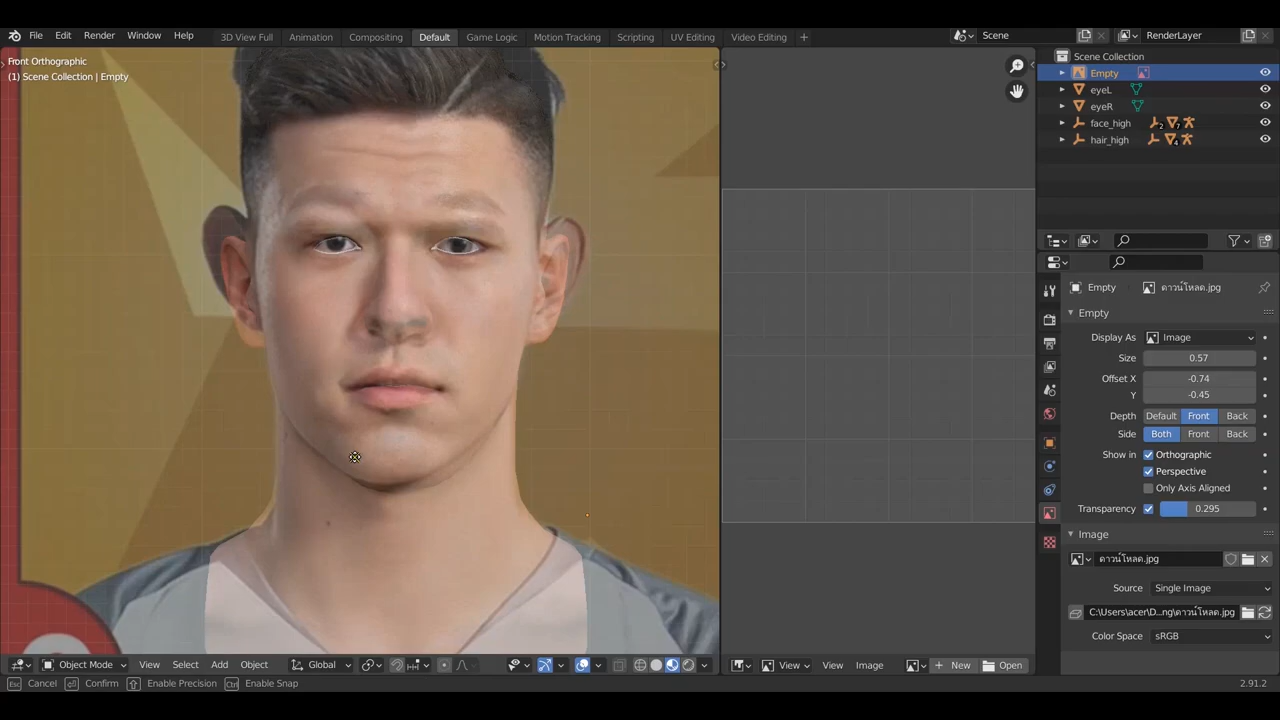 File Edit Render Window Help
3D View Full Animation Compositing Default Game Logic Motion Tracking Scripting UV Editing Video Editing +
Scene
RenderLayer
Front Orthographic
(1) Scene Collection | Empty
Scene Collection
Empty
eyeL
eyeR
face_high 2 7
hair_high 4
Empty ดาวน์โหลด.jpg
Empty
Display As Image
Size 0.57
Offset X -0.74
Y -0.45
Depth Default Front Back
Side Both Front Back
Show in Orthographic
Perspective
Only Axis Aligned
Transparency 0.295
Image
ดาวน์โหลด.jpg
Source Single Image
C:\Users\acer\D...ng\ดาวน์โหลด.jpg
Color Space sRGB
Object Mode View Select Add Object Global
View View Image New Open
Esc Cancel Confirm Enable Precision Ctrl Enable Snap
2.91.2